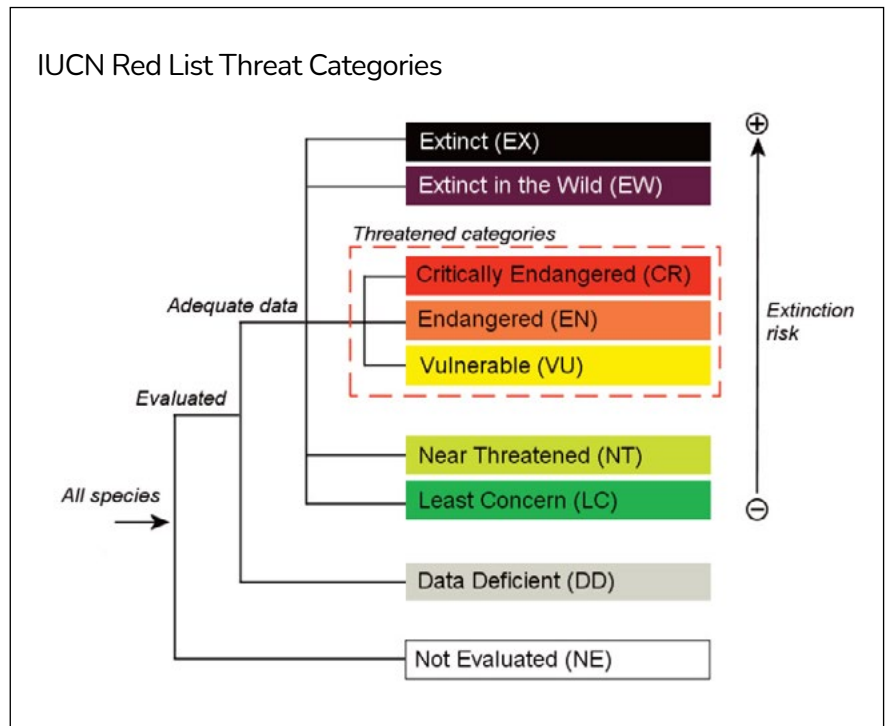 IUCN Red List Threat Categories
Extinct (EX)
Extinct in the Wild (EW)
Threatened categories
Critically Endangered (CR)
Adequate data
Endangered (EN)
Extinction
risk
Vulnerable (VU)
Evaluated
Near Threatened (NT)
All species
Least Concern (LC)
Data Deficient (DD)
Not Evaluated (NE)